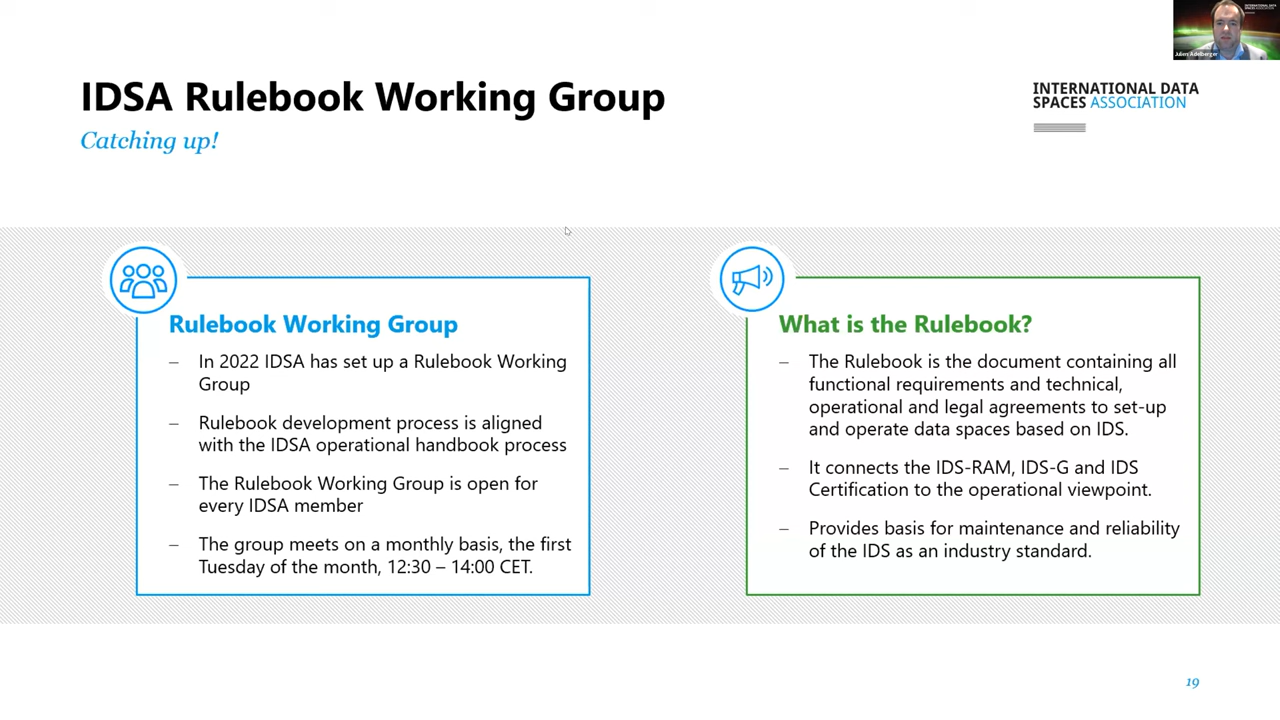 IDSA Rulebook Working Group
Catching up!
INTERNATIONAL DATA
SPACES ASSOCIATION
INTERNATIONAL DATA
SPACES ASSOCIATION
Julien Adelberger
Rulebook Working Group
– In 2022 IDSA has set up a Rulebook Working
Group
– Rulebook development process is aligned
with the IDSA operational handbook process
– The Rulebook Working Group is open for
every IDSA member
– The group meets on a monthly basis, the first
Tuesday of the month, 12:30 – 14:00 CET.
What is the Rulebook?
– The Rulebook is the document containing all
functional requirements and technical,
operational and legal agreements to set-up
and operate data spaces based on IDS.
– It connects the IDS-RAM, IDS-G and IDS
Certification to the operational viewpoint.
– Provides basis for maintenance and reliability
of the IDS as an industry standard.
19